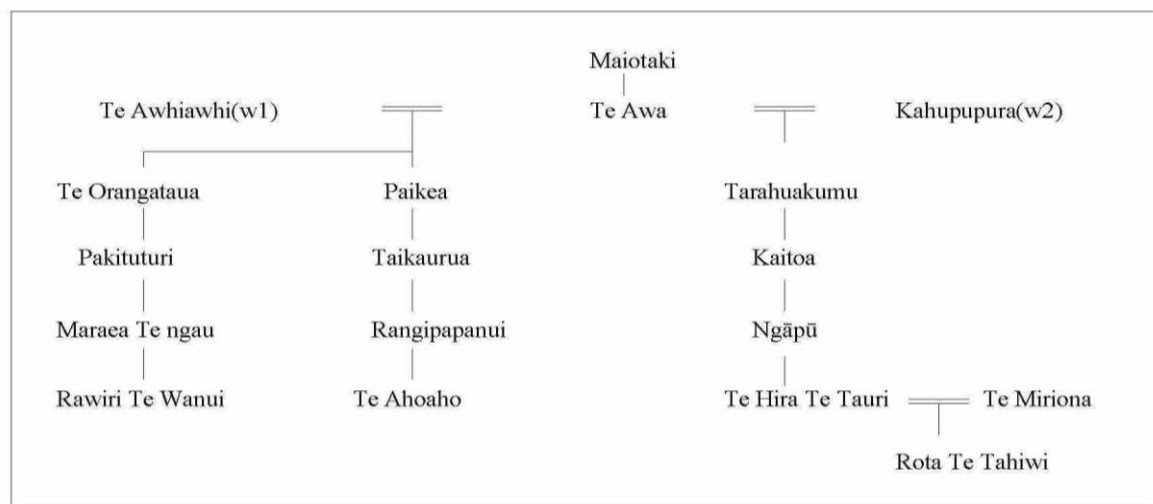 Maiotaki
Te Awhiawhi(w1) Te Awa Kahupupura(w2)
Te Orangataua Paikea Tarahuakumu
Pakituturi Taikaurua Kaitoa
Maraea Te ngau Rangipapanui Ngāpū
Rawiri Te Wanui Te Ahoaho Te Hira Te Tauri Te Miriona
Rota Te Tahiwi